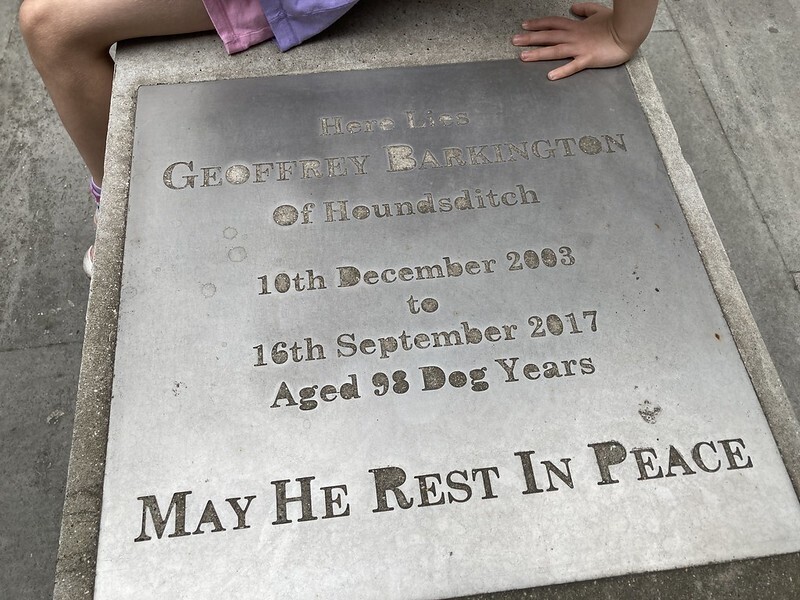 Here Lies
Geoffrey Barkington
Of Houndsditch
10th December 2003
to
16th September 2017
Aged 98 Dog Years
May He Rest In Peace